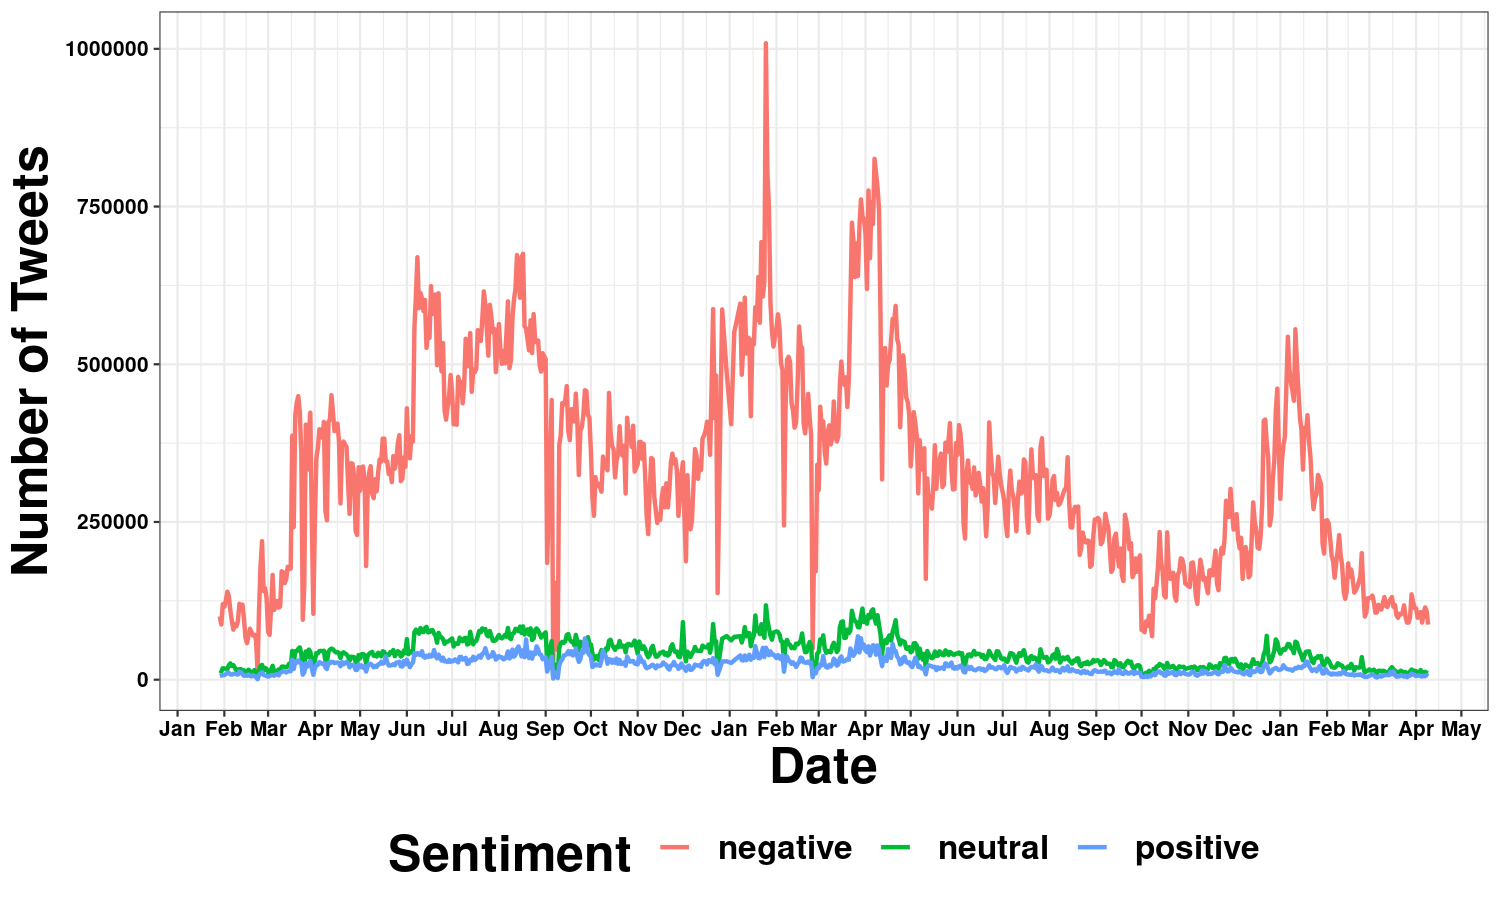 Number of Tweets
1000000
750000
500000
250000
0
Jan Feb Mar Apr May Jun Jul Aug Sep Oct Nov Dec Jan Feb Mar Apr May Jun Jul Aug Sep Oct Nov Dec Jan Feb Mar Apr May
Date
Sentiment negative neutral positive